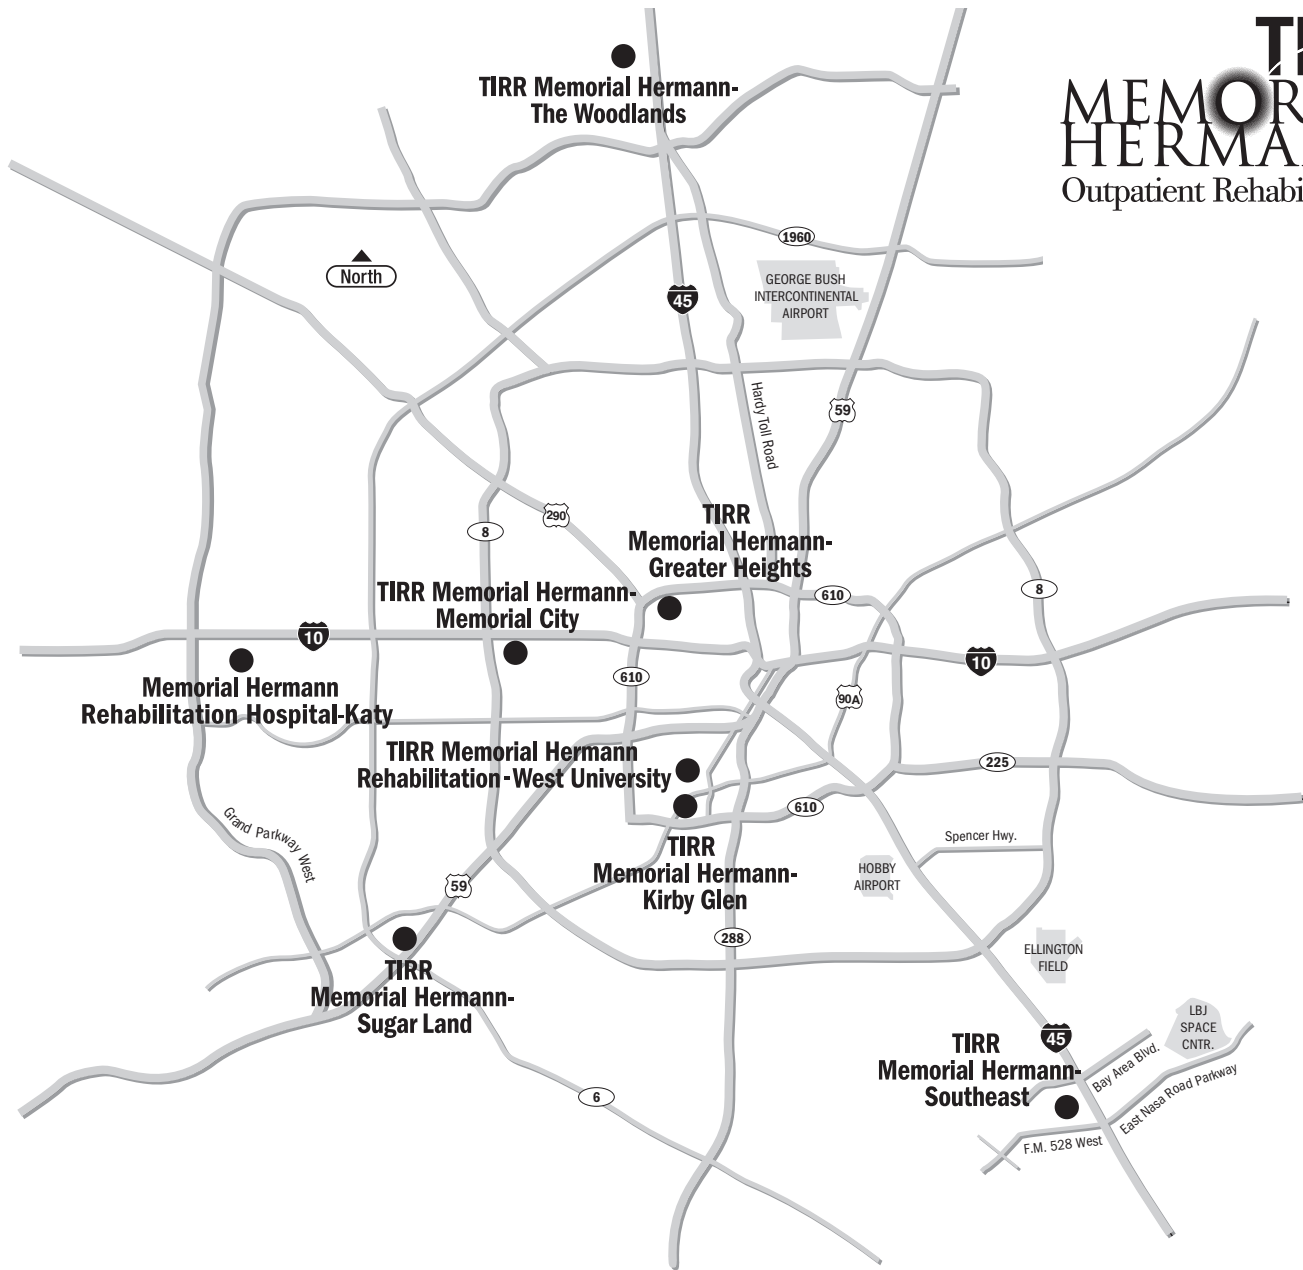 TIRR Memorial Hermann-
The Woodlands
MEMOR
HERMA
Outpatient Rehabi
1960
North
GEORGE BUSH
INTERCONTINENTAL
AIRPORT
45
Hardy Toll Road
59
290
8
TIRR
Memorial Hermann-
Greater Heights
TIRR Memorial Hermann-
Memorial City
610
8
10
10
Memorial Hermann
Rehabilitation Hospital-Katy
610
90A
TIRR Memorial Hermann
Rehabilitation-West University
225
610
Grand Parkway West
Spencer Hwy.
TIRR
Memorial Hermann-
Kirby Glen
HOBBY
AIRPORT
59
288
ELLINGTON
FIELD
TIRR
Memorial Hermann-
Sugar Land
LBJ
SPACE
CNTR.
45
TIRR
Memorial Hermann-
Southeast
Bay Area Blvd.
East Nasa Road Parkway
6
F.M. 528 West